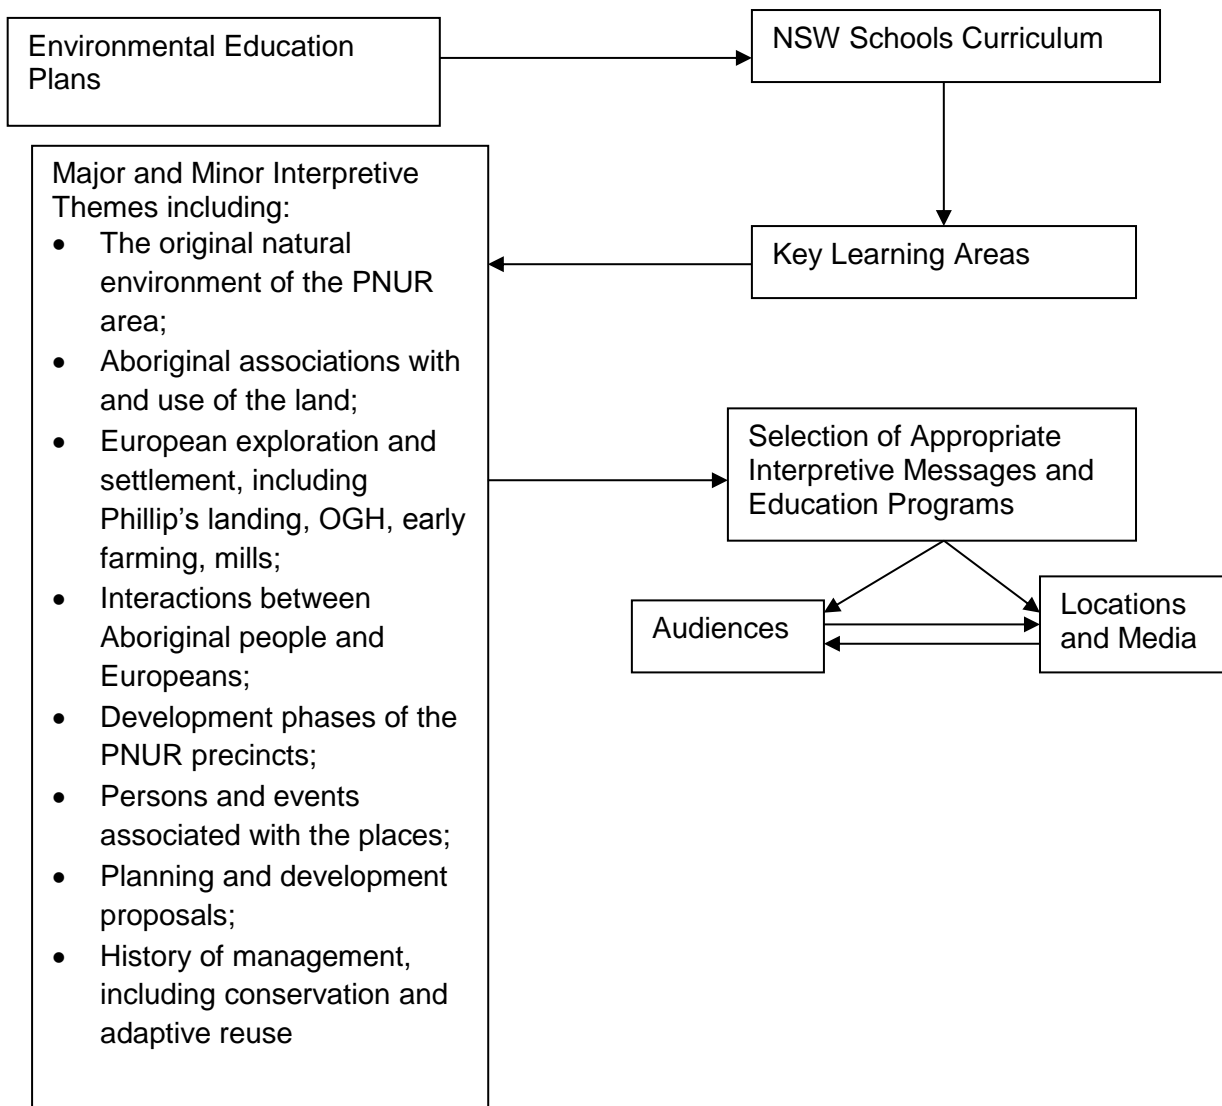 Environmental Education
Plans
NSW Schools Curriculum
Key Learning Areas
Major and Minor Interpretive
Themes including:
• The original natural
environment of the PNUR
area;
• Aboriginal associations with
and use of the land;
• European exploration and
settlement, including
Phillip’s landing, OGH, early
farming, mills;
• Interactions between
Aboriginal people and
Europeans;
• Development phases of the
PNUR precincts;
• Persons and events
associated with the places;
• Planning and development
proposals;
• History of management,
including conservation and
adaptive reuse
Selection of Appropriate
Interpretive Messages and
Education Programs
Audiences
Locations
and Media